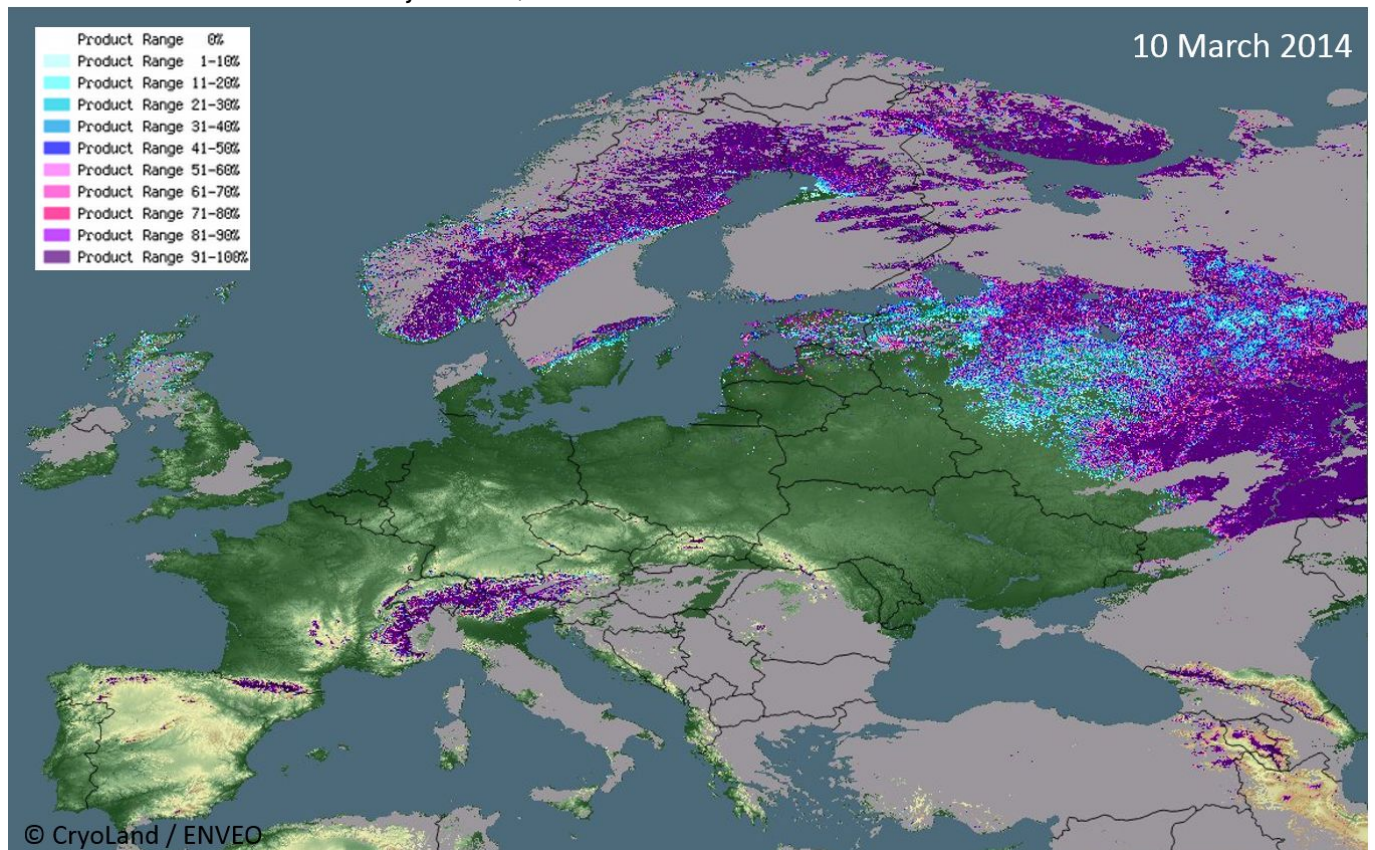 10 March 2014
Product Range 0%
Product Range 1-10%
Product Range 11-20%
Product Range 21-30%
Product Range 31-40%
Product Range 41-50%
Product Range 51-60%
Product Range 61-70%
Product Range 71-80%
Product Range 81-90%
Product Range 91-100%
© CryoLand / ENVEO